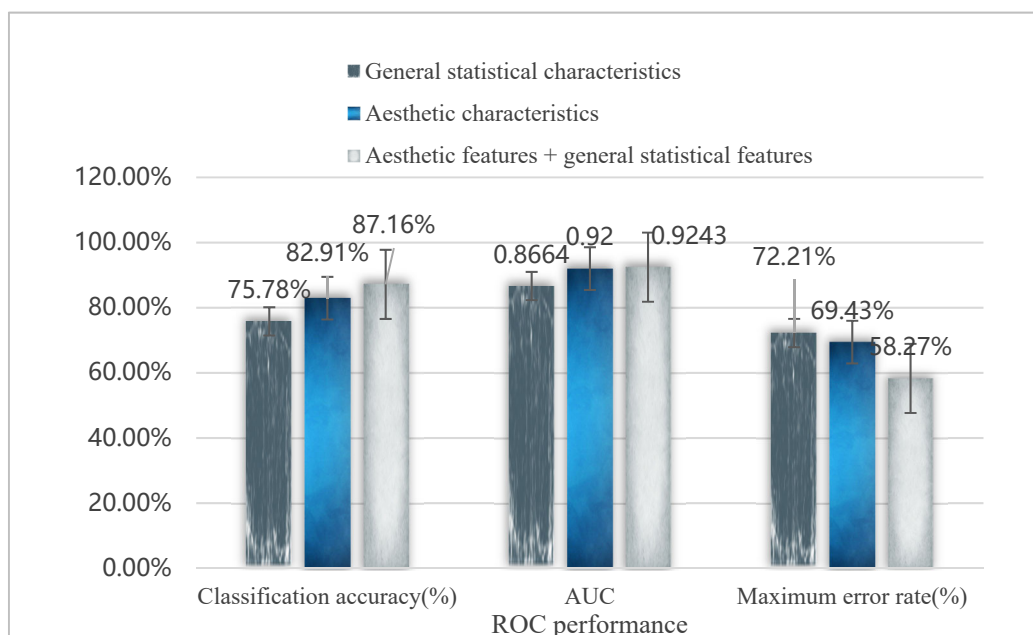 General statistical characteristics
Aesthetic characteristics
Aesthetic features + general statistical features
120.00%
100.00%
80.00%
60.00%
40.00%
20.00%
0.00%
75.78%
82.91%
87.16%
0.8664
0.92
0.9243
72.21%
69.43%
58.27%
Classification accuracy(%)
AUC
Maximum error rate(%)
ROC performance